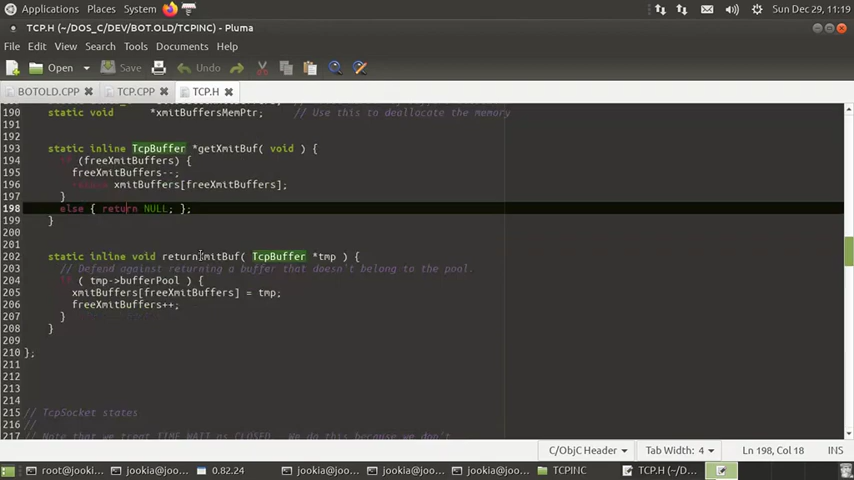 Applications Places System Sun Dec 29, 11:19
TCP.H (~/DOS_C/DEV/BOT.OLD/TCPINC) - Pluma
File Edit View Search Tools Documents Help
Open Save Undo
BOTOLD.CPP TCP.CPP TCP.H
190 static void *xmitBuffersMemPtr; // Use this to deallocate the memory
191
192
193 static inline TcpBuffer *getXmitBuf( void ) {
194 if (freeXmitBuffers) {
195 freeXmitBuffers--;
196 return xmitBuffers[freeXmitBuffers];
197 }
198 else { return NULL; };
199 }
200
201
202 static inline void returnXmitBuf( TcpBuffer *tmp ) {
203 // Defend against returning a buffer that doesn't belong to the pool.
204 if ( tmp->bufferPool ) {
205 xmitBuffers[freeXmitBuffers] = tmp;
206 freeXmitBuffers++;
207 }
208 }
209
210 };
211
212
213
214
215 // TcpSocket states
216 //
217 // Note that we treat TIME_WAIT as CLOSED. We do this because we don't
C/ObjC Header Tab Width: 4 Ln 198, Col 18 INS
root@jooki... jookia@joo... 0.82.24 jookia@joo... jookia@joo... jookia@joo... TCPINC TCP.H (~/D...